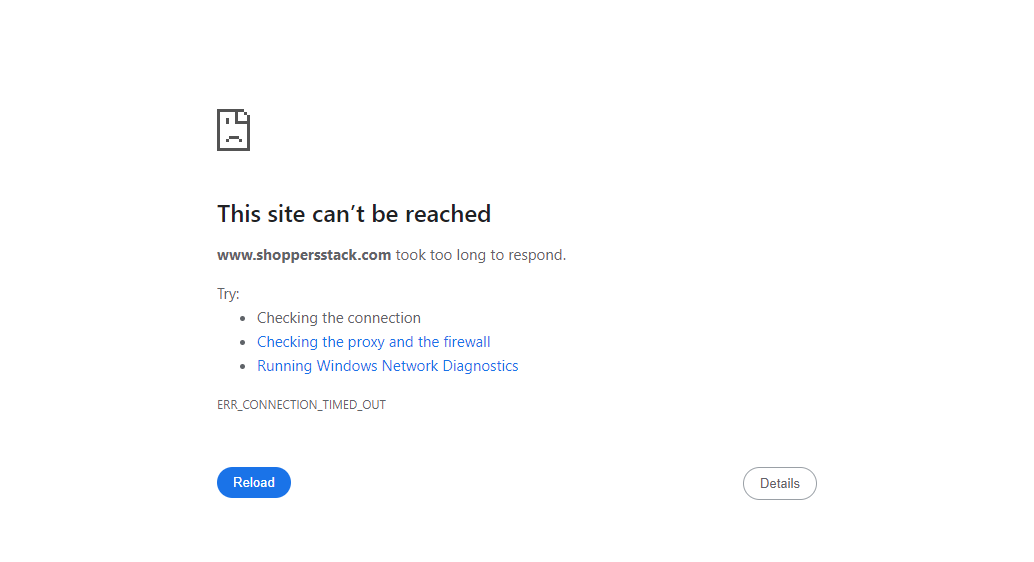 This site can’t be reached
www.shoppersstack.com took too long to respond.
Try:
Checking the connection
Checking the proxy and the firewall
Running Windows Network Diagnostics
ERR_CONNECTION_TIMED_OUT
Reload
Details